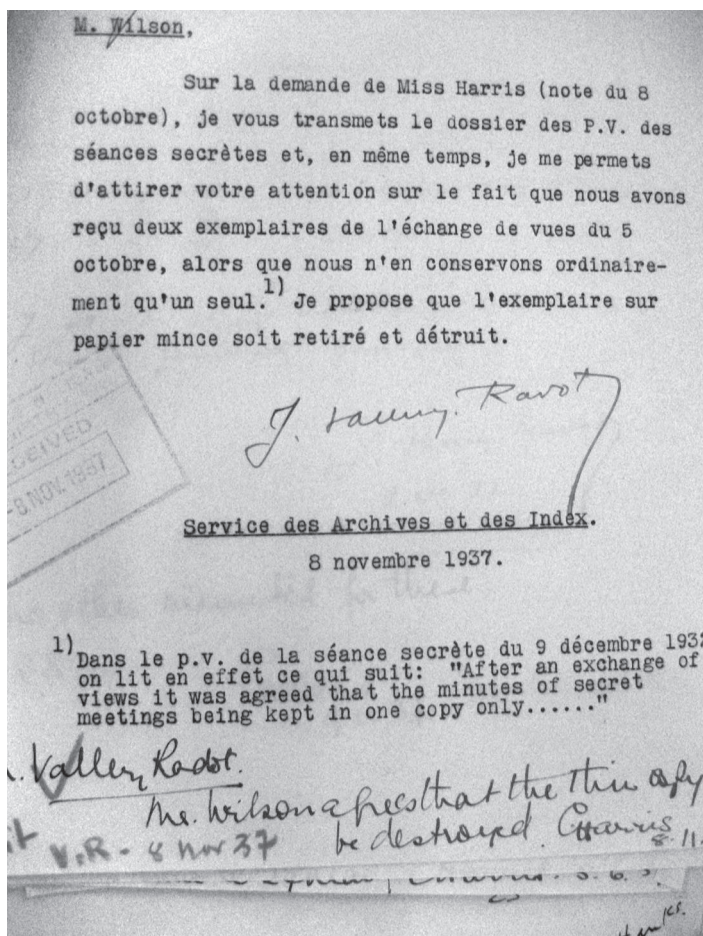 M. Wilson,
Sur la demande de Miss Harris (note du 8
octobre), je vous transmets le dossier des P.V. des
séances secrètes et, en même temps, je me permets
d'attirer votre attention sur le fait que nous avons
reçu deux exemplaires de l'échange de vues du 5
octobre, alors que nous n'en conservons ordinaire-
ment qu'un seul.1) Je propose que l'exemplaire sur
papier mince soit retiré et détruit.
J. Vallery-Radot
CEIVED
-8 NOV. 1937
Service des Archives et des Index.
8 novembre 1937.
1) Dans le p.v. de la séance secrète du 9 décembre 1932
on lit en effet ce qui suit: "After an exchange of
views it was agreed that the minutes of secret
meetings being kept in one copy only......"
Vallery Radot.
Mr. Wilson agrees that the thin copy
be destroyed. CHarris
8.11.
V.R - 8 Nov 37